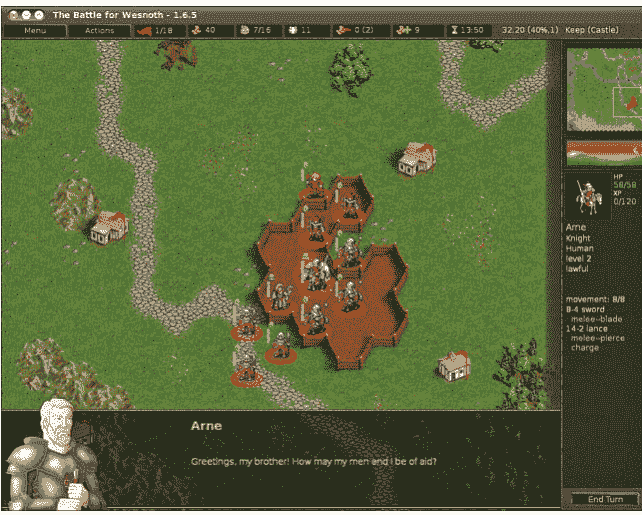 The Battle for Wesnoth - 1.6.5
Menu Actions 1/18 40 7/16 11 0 (2) 9 13:50 32,20 (40%,1) Keep (Castle)
HP
58/58
XP
0/120
Arne
Knight
Human
level 2
lawful
movement: 8/8
8-4 sword
melee--blade
14-2 lance
melee--pierce
charge
Arne
Greetings, my brother! How may my men and I be of aid?
End Turn